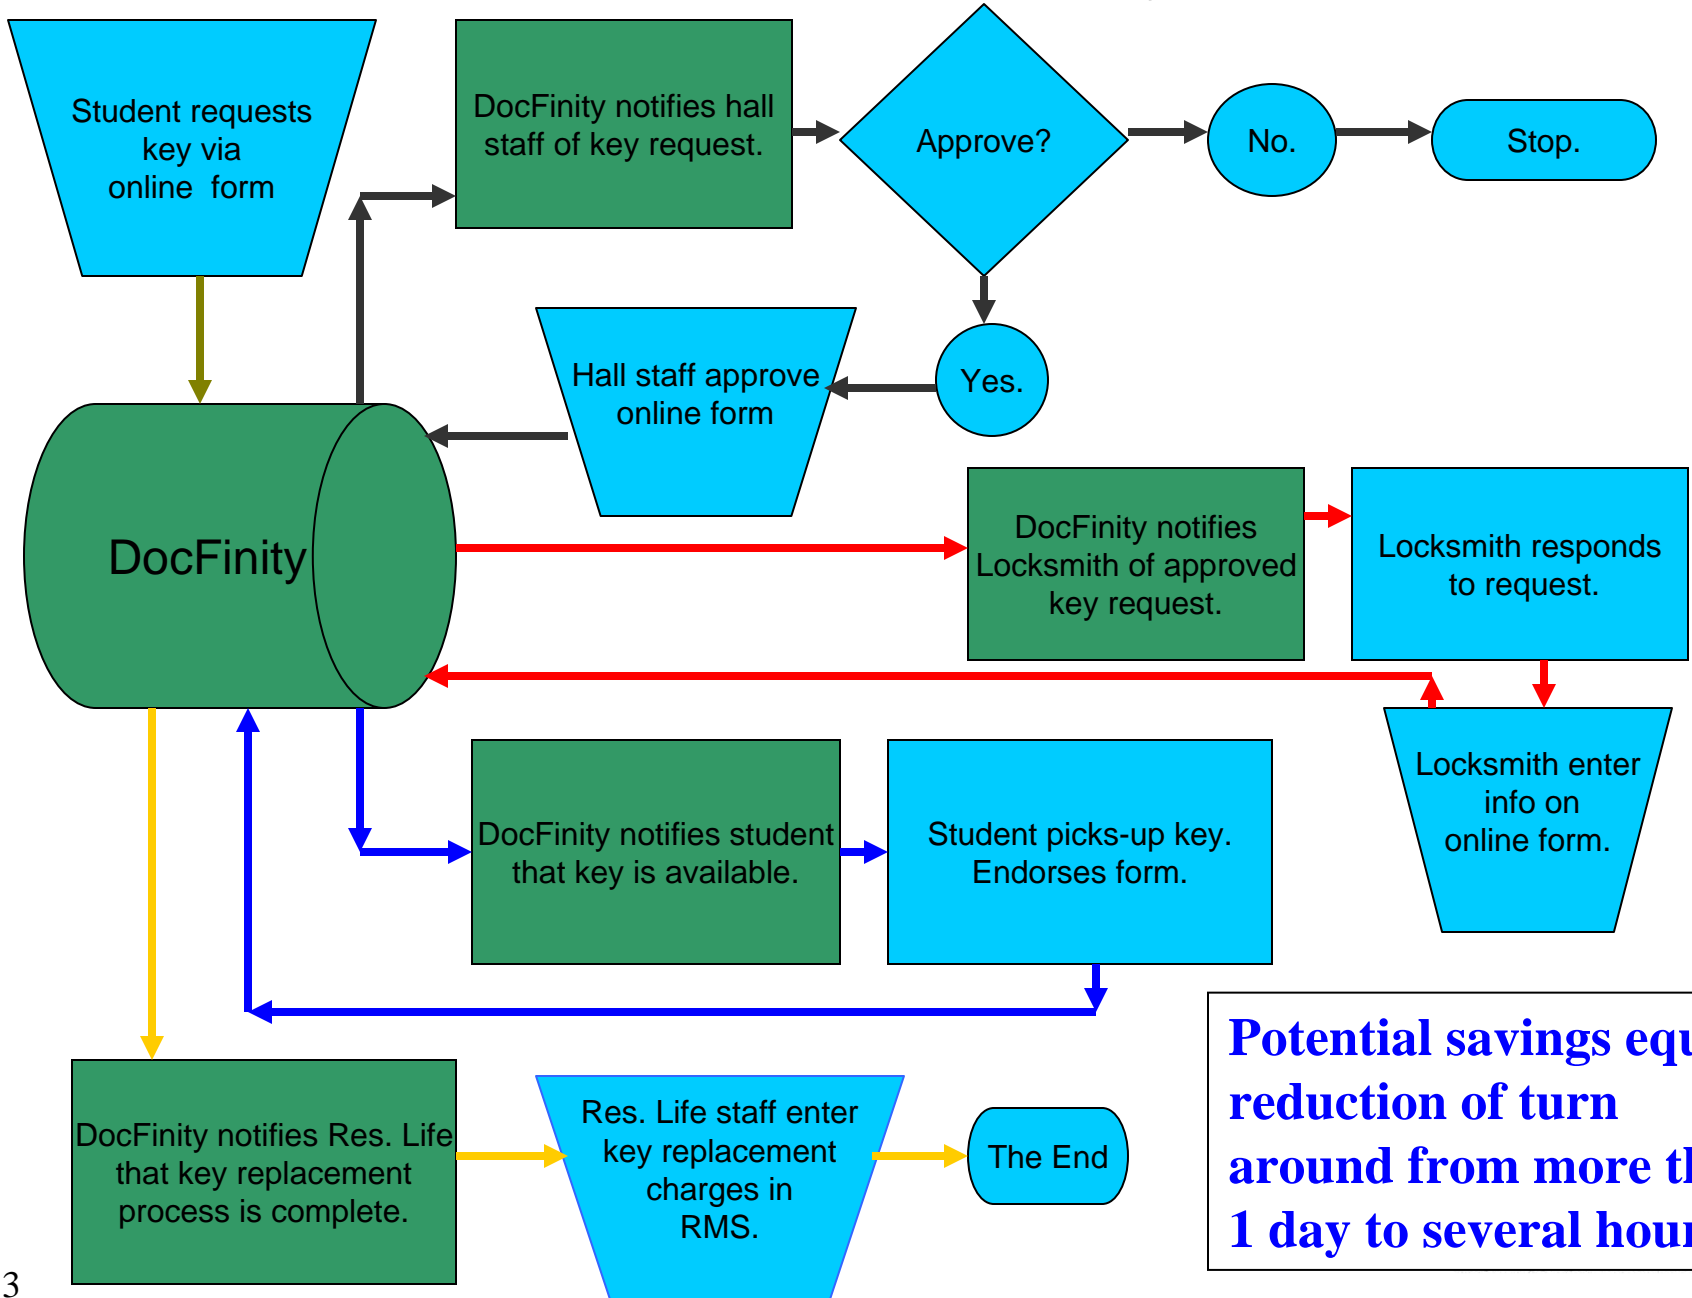 Student requests
key via
online form
DocFinity notifies hall
staff of key request.
Approve?
No.
Stop.
Yes.
Hall staff approve
online form
DocFinity
DocFinity notifies
Locksmith of approved
key request.
Locksmith responds
to request.
Locksmith enter
info on
online form.
DocFinity notifies student
that key is available.
Student picks-up key.
Endorses form.
DocFinity notifies Res. Life
that key replacement
process is complete.
Res. Life staff enter
key replacement
charges in
RMS.
The End
Potential savings
reduction of turn
around from more
1 day to several
3